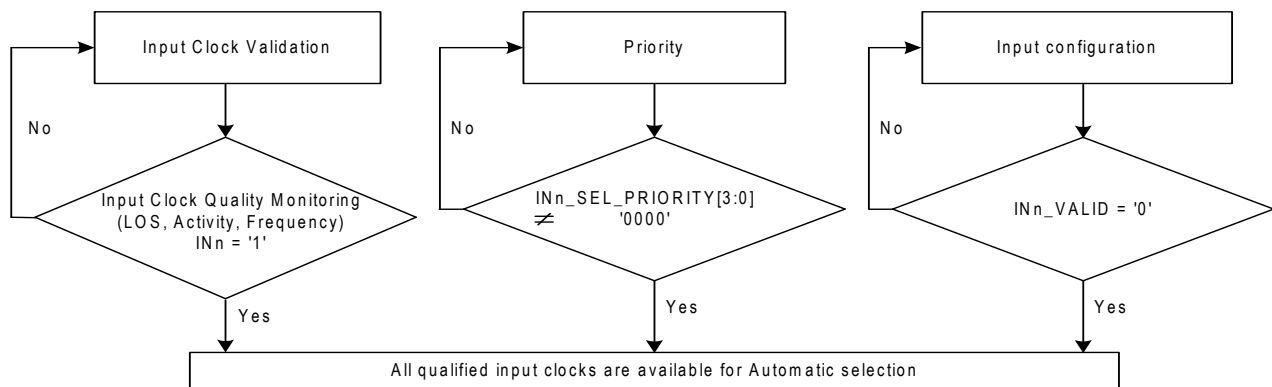 Input Clock Validation
No
Input Clock Quality Monitoring
(LOS, Activity, Frequency)
INn = '1'
Yes
Priority
No
INn_SEL_PRIORITY[3:0]
≠ '0000'
Yes
Input configuration
No
INn_VALID = '0'
Yes
All qualified input clocks are available for Automatic selection